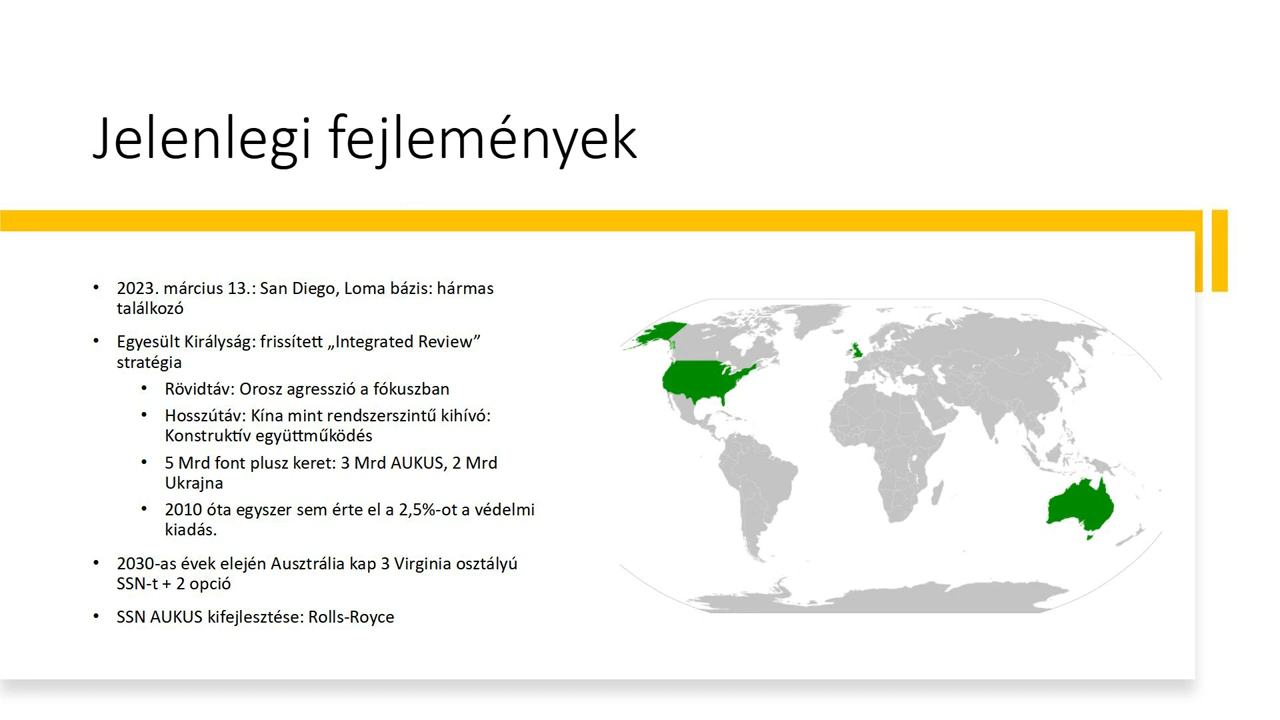 Jelenlegi fejlemények
• 2023. március 13.: San Diego, Loma bázis: hármas
találkozó
• Egyesült Királyság: frissített „Integrated Review”
stratégia
• Rövidtáv: Orosz agresszió a fókuszban
• Hosszútáv: Kína mint rendszerszintű kihívó:
Konstruktív együttműködés
• 5 Mrd font plusz keret: 3 Mrd AUKUS, 2 Mrd
Ukrajna
• 2010 óta egyszer sem érte el a 2,5%-ot a védelmi
kiadás.
• 2030-as évek elején Ausztrália kap 3 Virginia osztályú
SSN-t + 2 opció
• SSN AUKUS kifejlesztése: Rolls-Royce